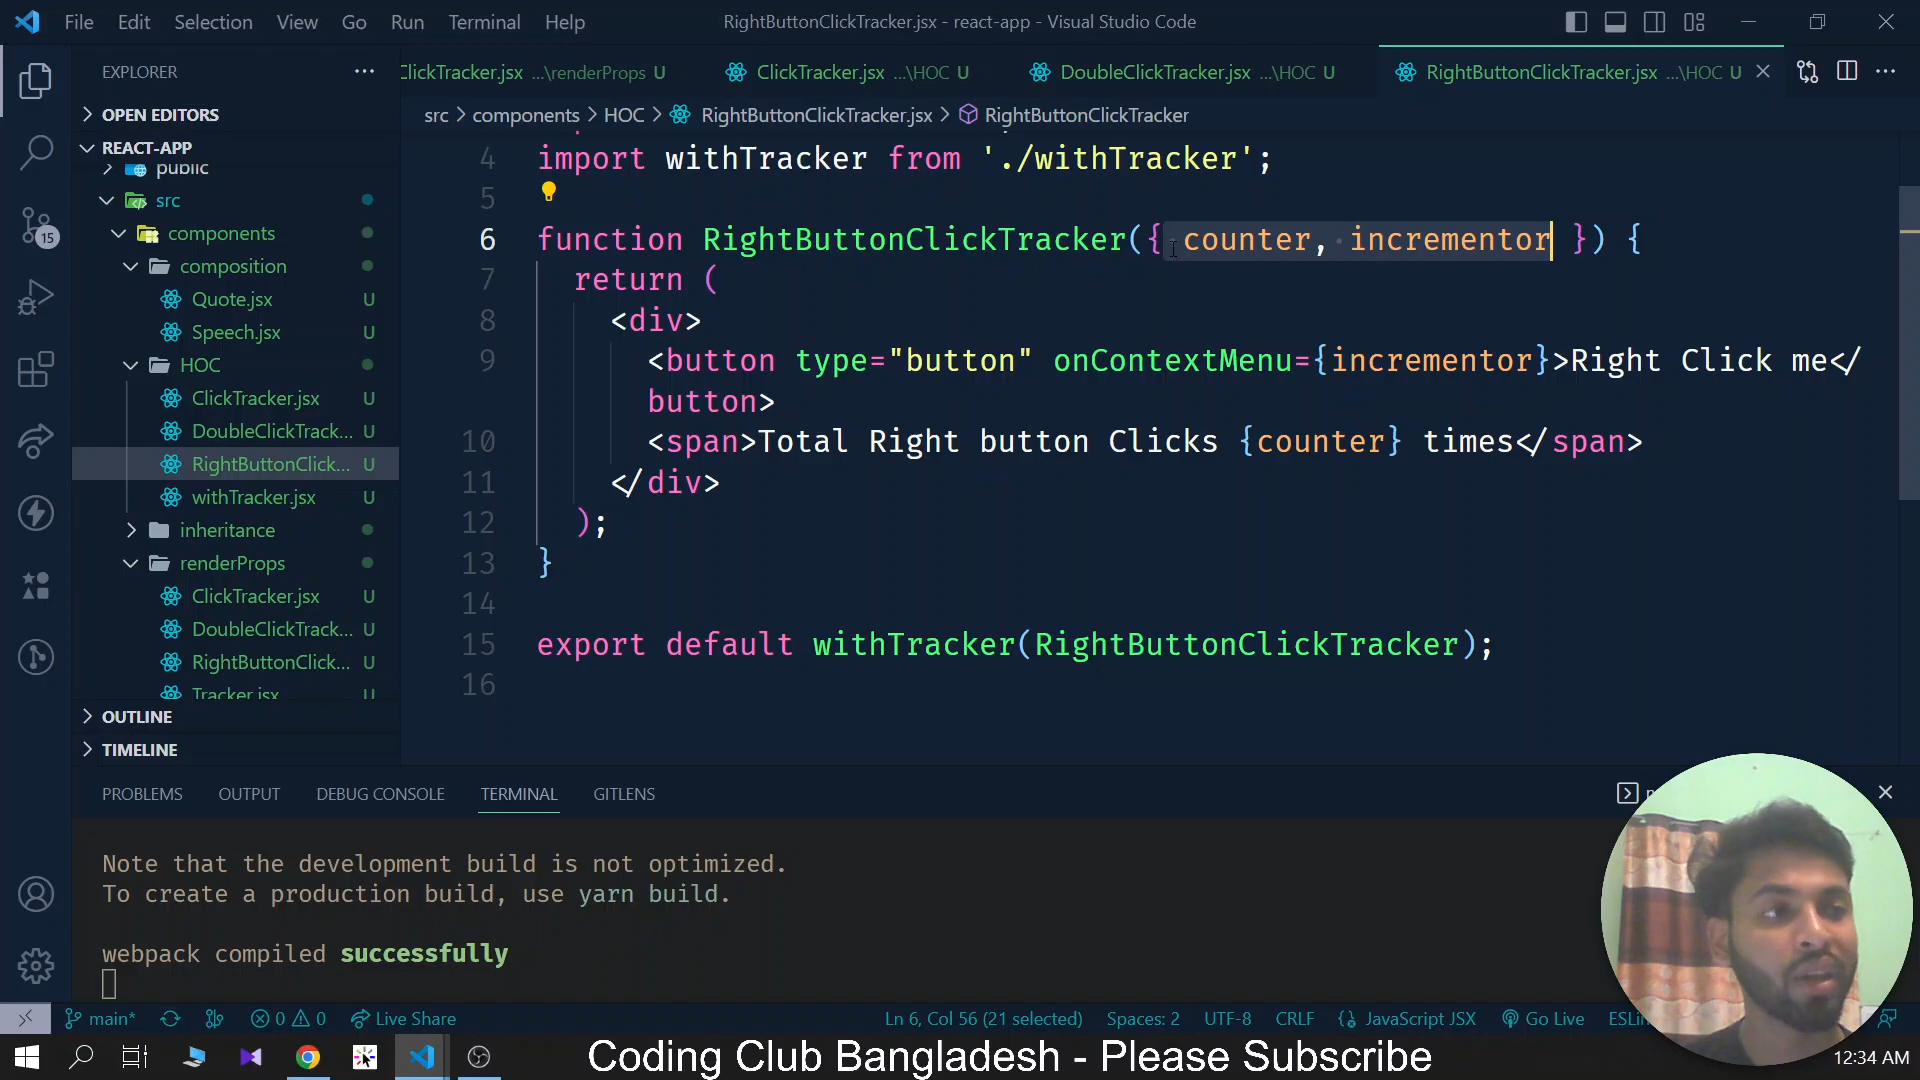 File Edit Selection View Go Run Terminal Help RightButtonClickTracker.jsx - react-app - Visual Studio Code
EXPLORER
ClickTracker.jsx ...\renderProps U ClickTracker.jsx ...\HOC U DoubleClickTracker.jsx ...\HOC U RightButtonClickTracker.jsx ...\HOC U
OPEN EDITORS
src > components > HOC > RightButtonClickTracker.jsx > RightButtonClickTracker
REACT-APP
public
src
components
composition
Quote.jsx U
Speech.jsx U
HOC
ClickTracker.jsx U
DoubleClickTrack... U
RightButtonClick... U
withTracker.jsx U
inheritance
renderProps
ClickTracker.jsx U
DoubleClickTrack... U
RightButtonClick... U
Tracker.jsx U
OUTLINE
TIMELINE
15
4 import withTracker from './withTracker';
5
6 function RightButtonClickTracker({ counter, incrementor }) {
7 return (
8 <div>
9 <button type="button" onContextMenu={incrementor}>Right Click me</
button>
10 <span>Total Right button Clicks {counter} times</span>
11 </div>
12 );
13 }
14
15 export default withTracker(RightButtonClickTracker);
16
PROBLEMS OUTPUT DEBUG CONSOLE TERMINAL GITLENS
Note that the development build is not optimized.
To create a production build, use yarn build.
webpack compiled successfully
main* 0 0 Live Share Ln 6, Col 56 (21 selected) Spaces: 2 UTF-8 CRLF JavaScript JSX Go Live
Coding Club Bangladesh - Please Subscribe
12:34 AM